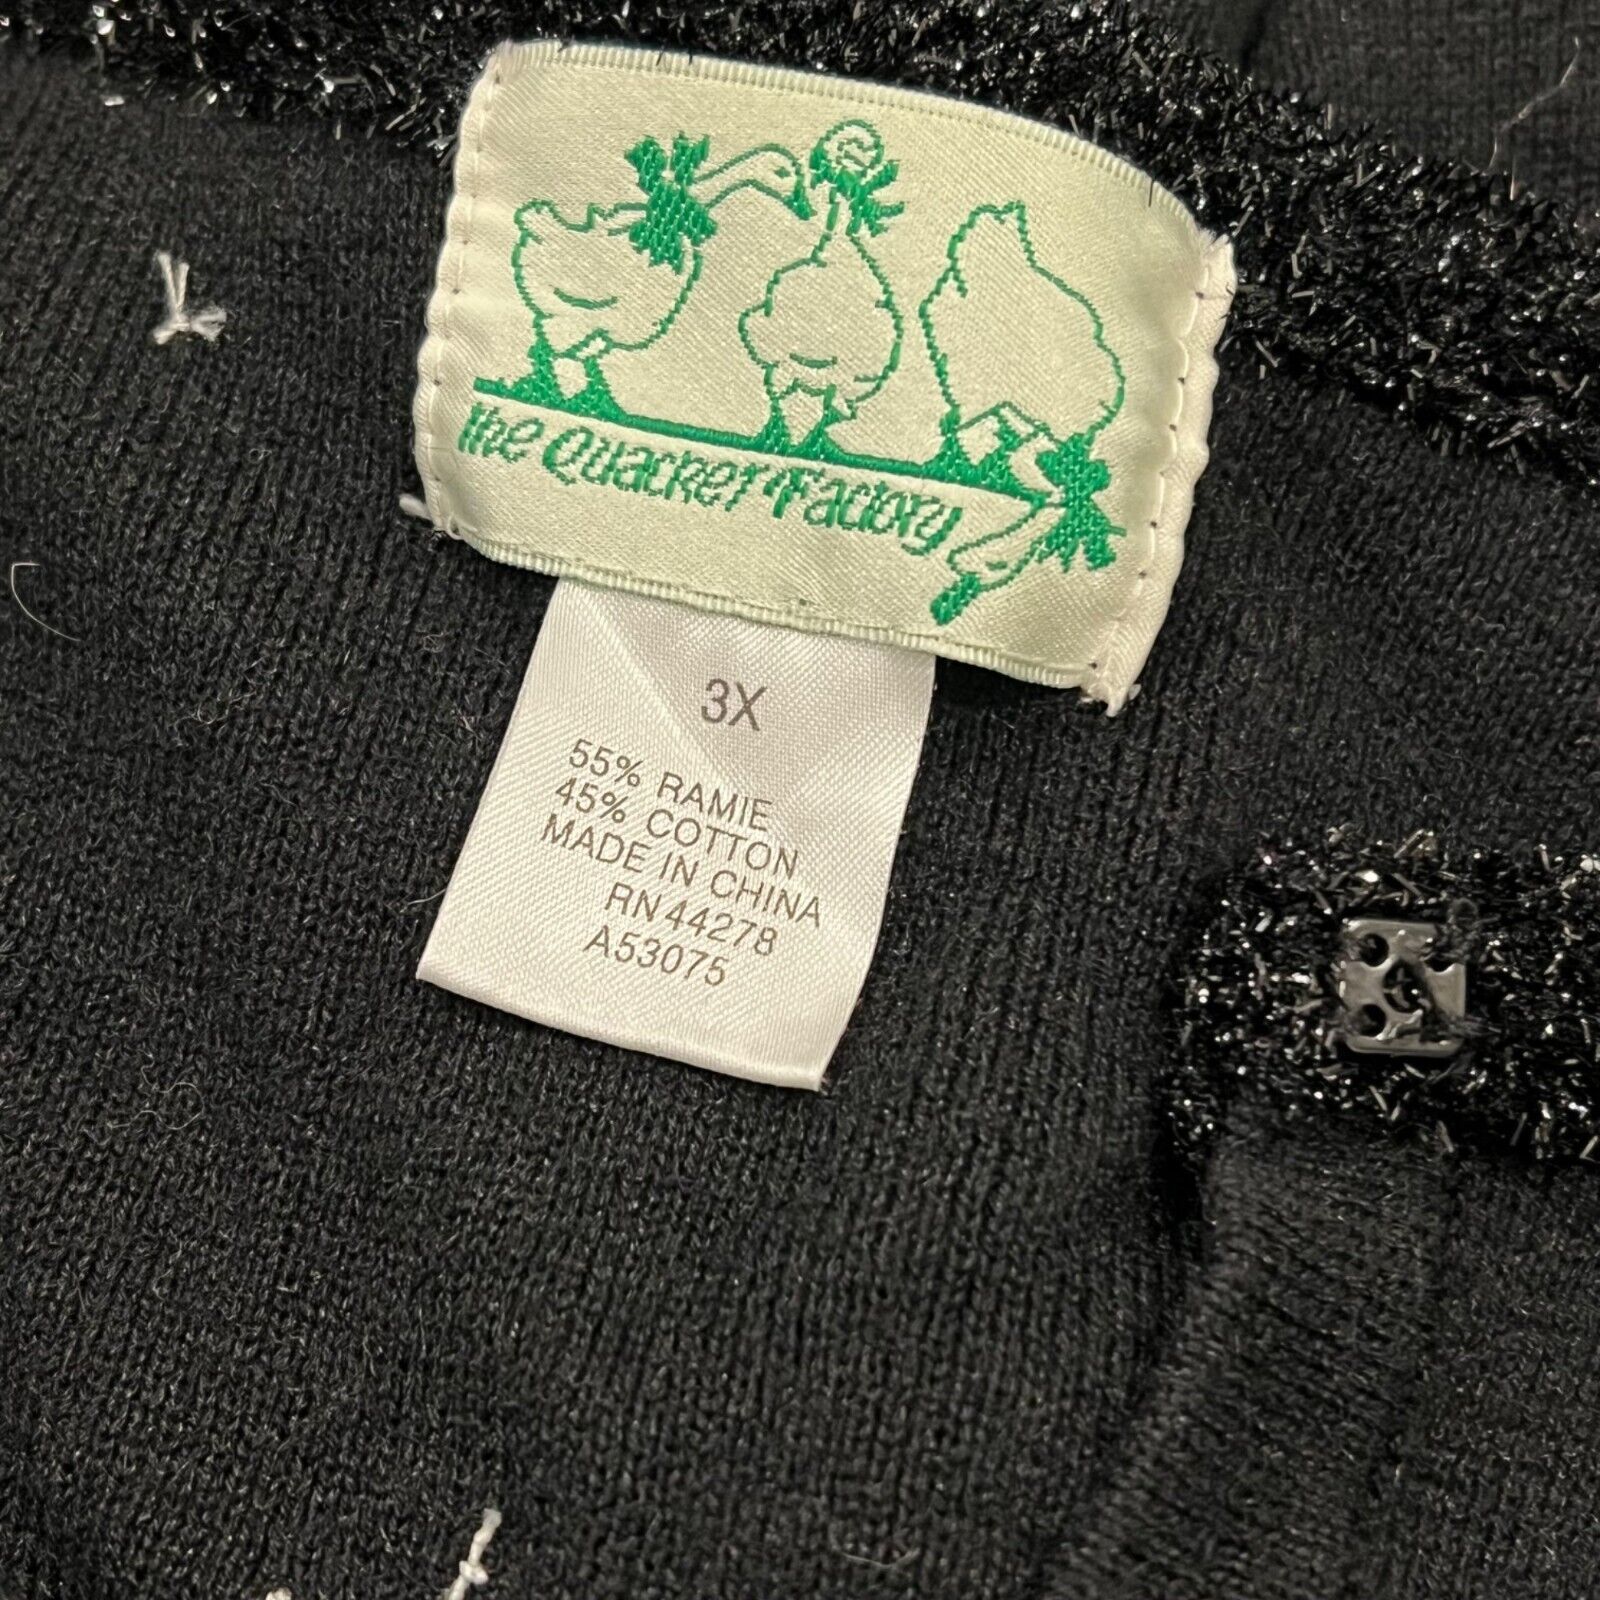 the Quacker Factory
3X
55% RAMIE
45% COTTON
MADE IN CHINA
RN 44278
A53075